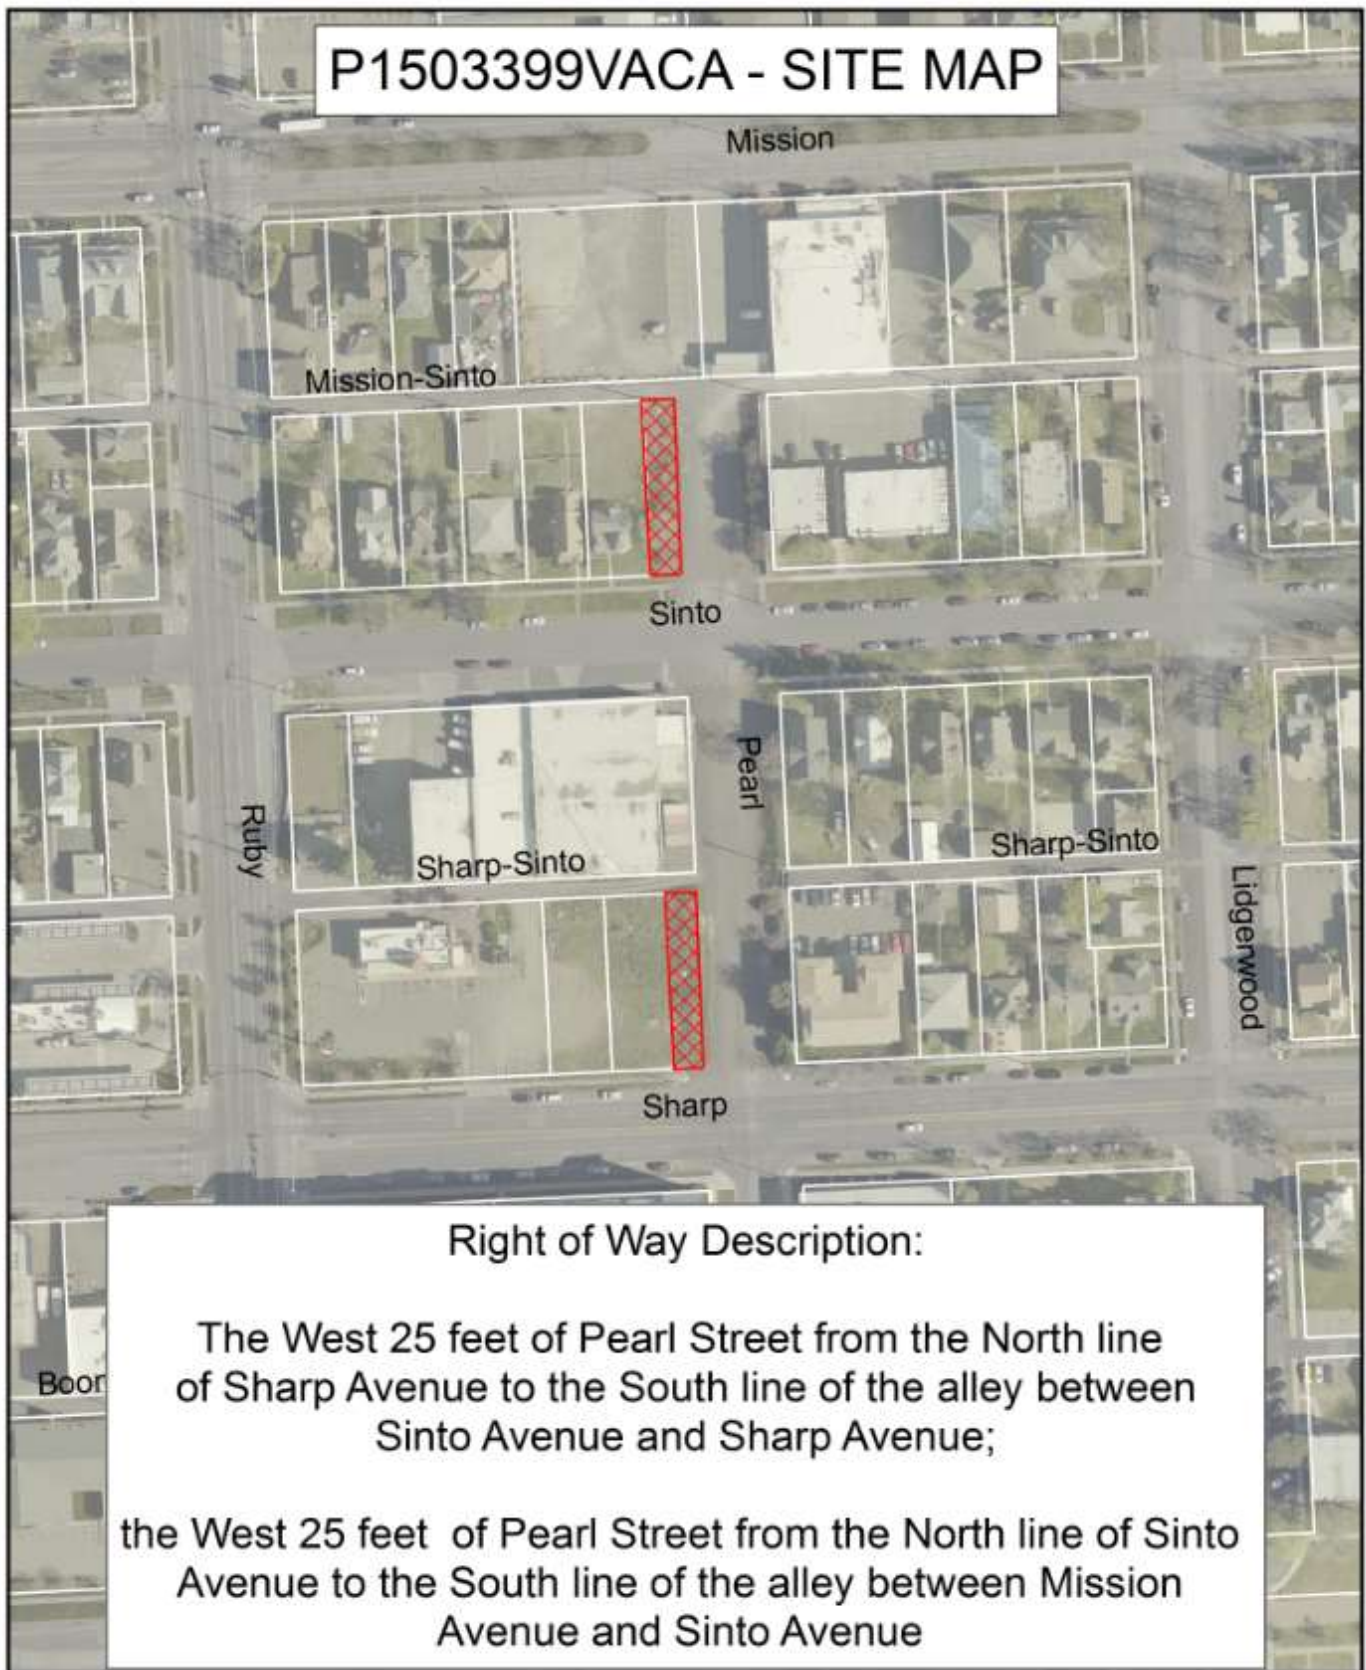 P1503399VACA - SITE MAP
Mission
Mission-Sinto
Sinto
Pearl
Ruby
Sharp-Sinto
Sharp-Sinto
Lidgerwood
Sharp
Boon
Right of Way Description:
The West 25 feet of Pearl Street from the North line
of Sharp Avenue to the South line of the alley between
Sinto Avenue and Sharp Avenue;
the West 25 feet of Pearl Street from the North line of Sinto
Avenue to the South line of the alley between Mission
Avenue and Sinto Avenue